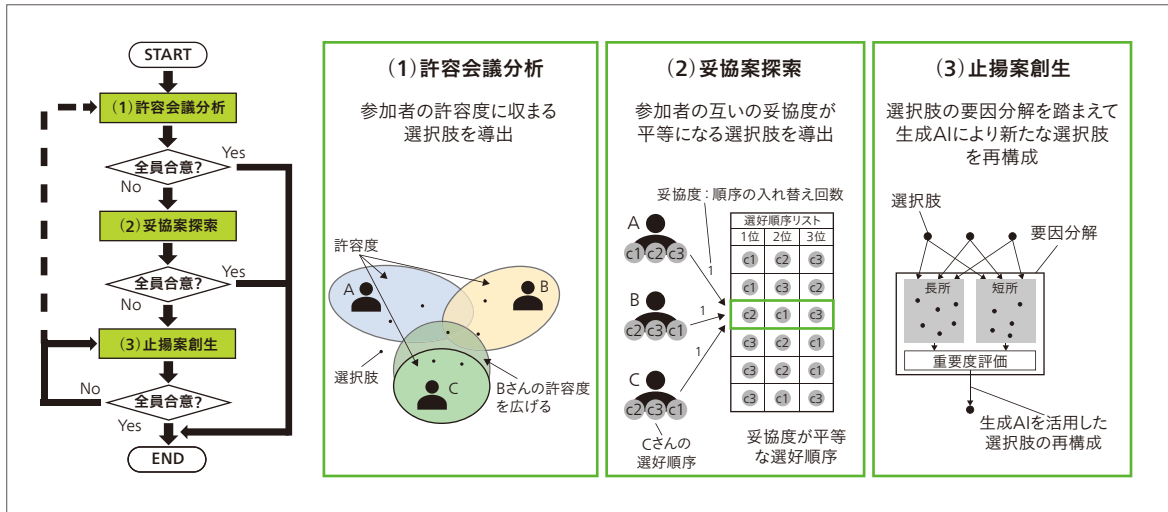 START
(1)許容会議分析
全員合意?
Yes
No
(2)妥協案探索
全員合意?
Yes
No
(3)止揚案創生
全員合意?
No
Yes
END
(1)許容会議分析
参加者の許容度に収まる
選択肢を導出
許容度
A
B
C
選択肢
Bさんの許容度
を広げる
(2)妥協案探索
参加者の互いの妥協度が
平等になる選択肢を導出
妥協度：順序の入れ替え回数
A
c1 c2 c3
1
B
c2 c3 c1
1
C
c2 c3 c1
1
Cさんの
選好順序
選好順序リスト
1位 2位 3位
c1 c2 c3
c1 c3 c2
c2 c1 c3
c3 c2 c1
c3 c2 c1
c3 c1 c2
妥協度が平等
な選好順序
(3)止揚案創生
選択肢の要因分解を踏まえて
生成AIにより新たな選択肢
を再構成
選択肢
要因分解
長所 短所
重要度評価
生成AIを活用した
選択肢の再構成